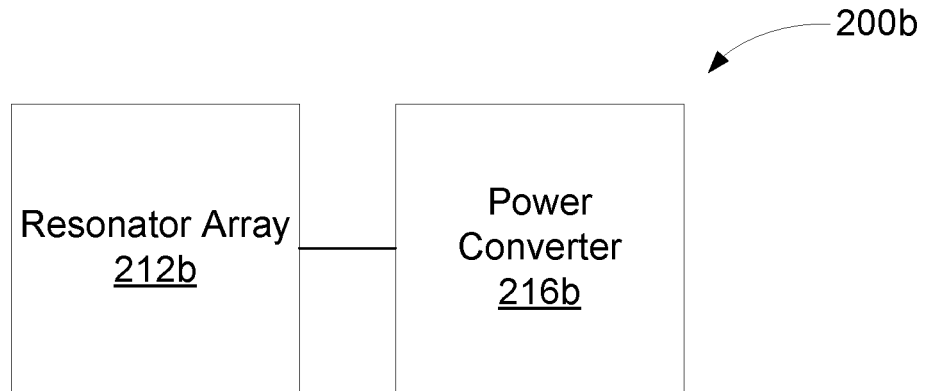 200b
Resonator Array
212b
Power
Converter
216b